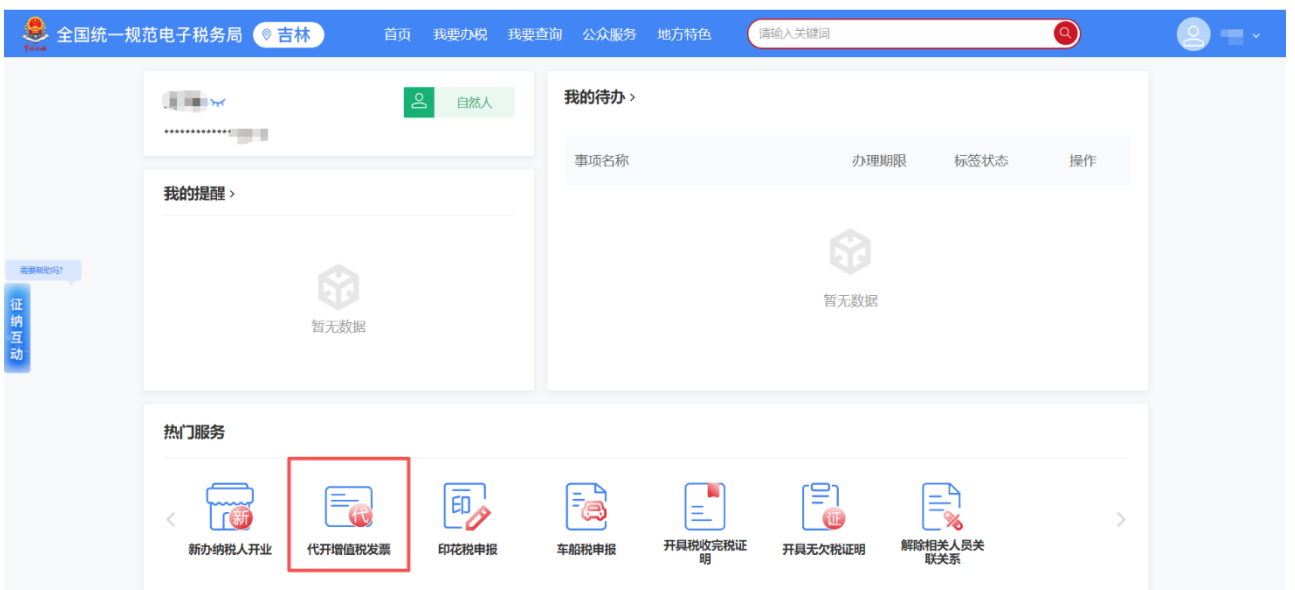 全国统一规范电子税务局 吉林 首页 我要办税 我要查询 公众服务 地方特色 请输入关键词
自然人
*************
我的待办 >
事项名称 办理期限 标签状态 操作
暂无数据
我的提醒 >
暂无数据
需要帮助吗?
征纳互动
热门服务
新
代
印
证
新办纳税人开业 代开增值税发票 印花税申报 车船税申报 开具税收完税证明 开具无欠税证明 解除相关人员关联关系